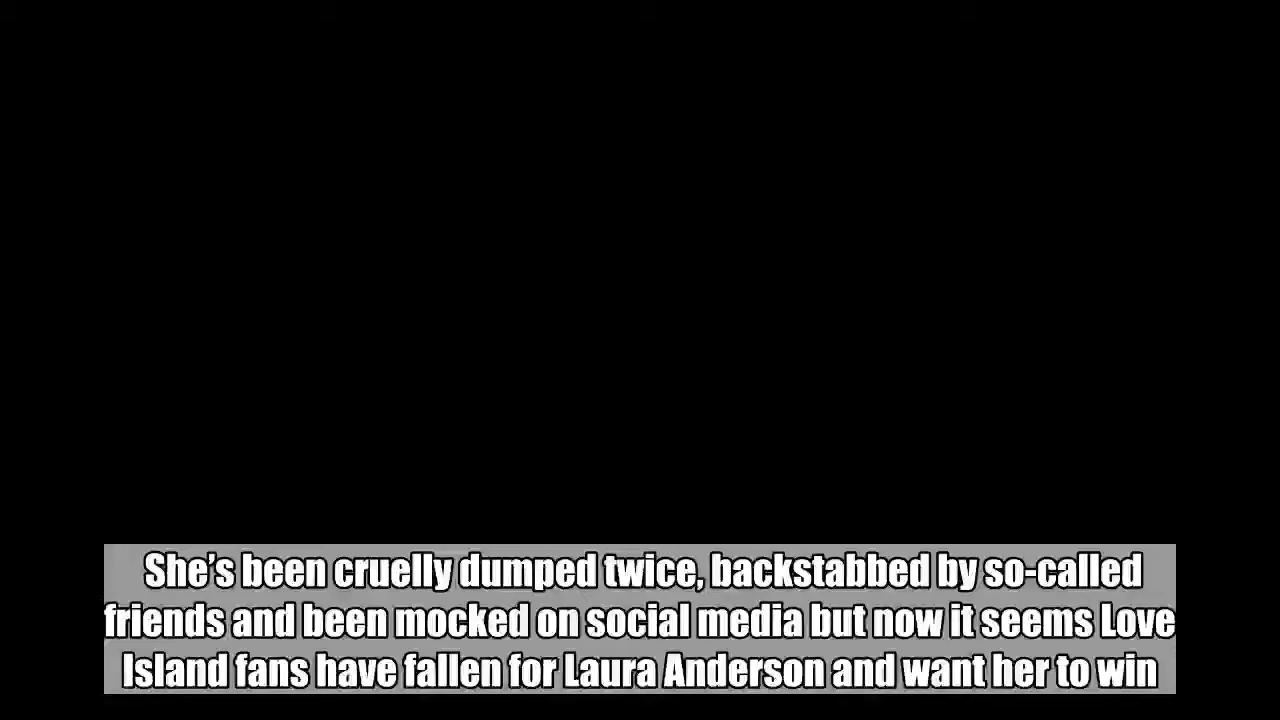 She's been cruelly dumped twice, backstabbed by so-called
friends and been mocked on social media but now it seems Love
Island fans have fallen for Laura Anderson and want her to win